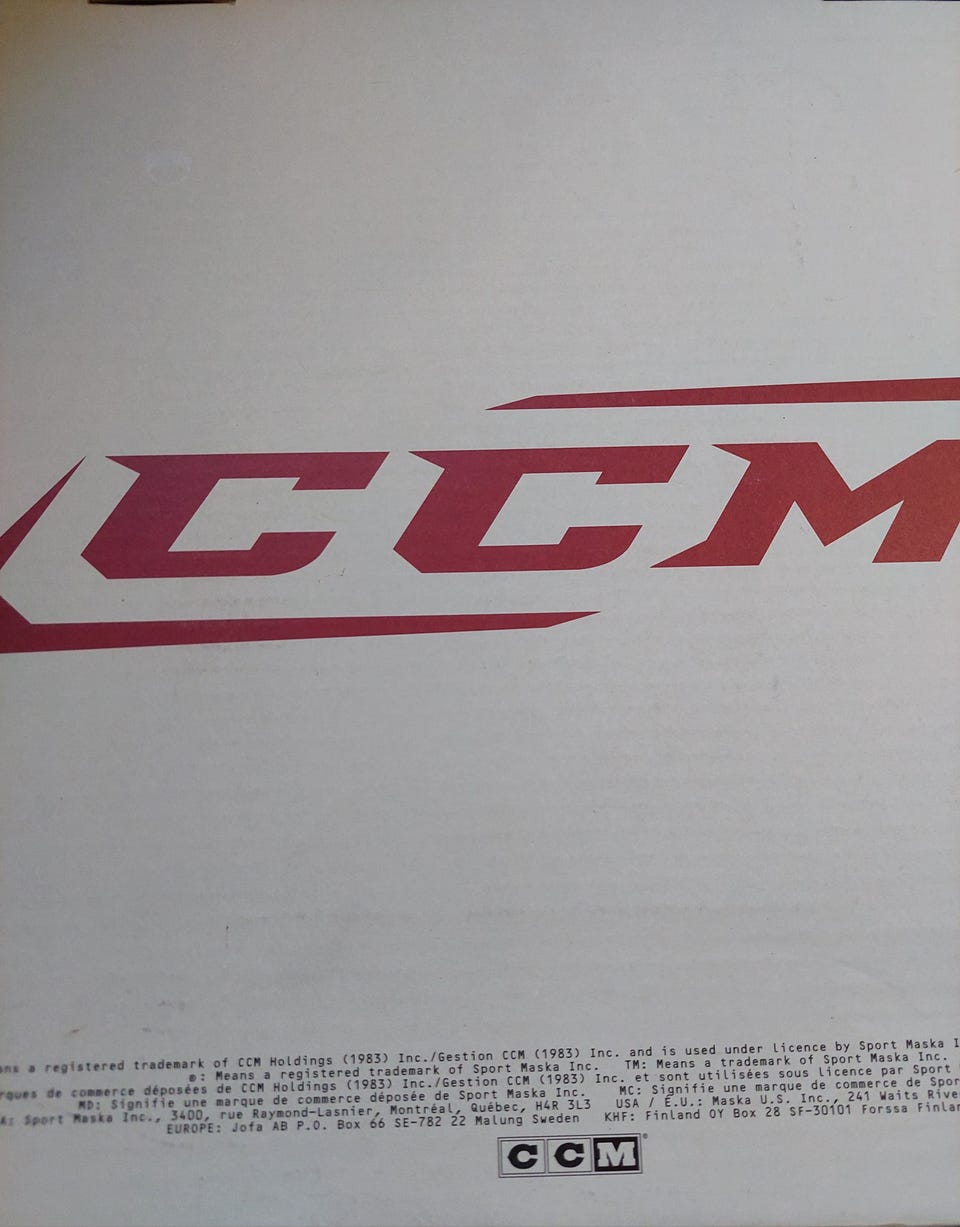 CCM
a registered trademark of CCM Holdings (1983) Inc./Gestion CCM (1983) Inc. and is used under licence by Sport Maska
®: Means a registered trademark of Sport Maska Inc. TM: Means a trademark of Sport Maska Inc.
de commerce déposées de CCM Holdings (1983) Inc./Gestion CCM (1983) Inc. et sont utilisées sous licence par Sport
MD: Signifie une marque de commerce déposée de Sport Maska Inc. MC: Signifie une marque de commerce de
Sport Maska Inc., 3400, rue Raymond-Lasnier, Montréal, Québec, H4R 3L3 USA / É.U.: Maska U.S. Inc., 241 Waits
EUROPE: Jofa AB P.O. Box 66 SE-782 22 Malung Sweden KHF: Finland OY Box 28 SF-30101 Forssa
CCM